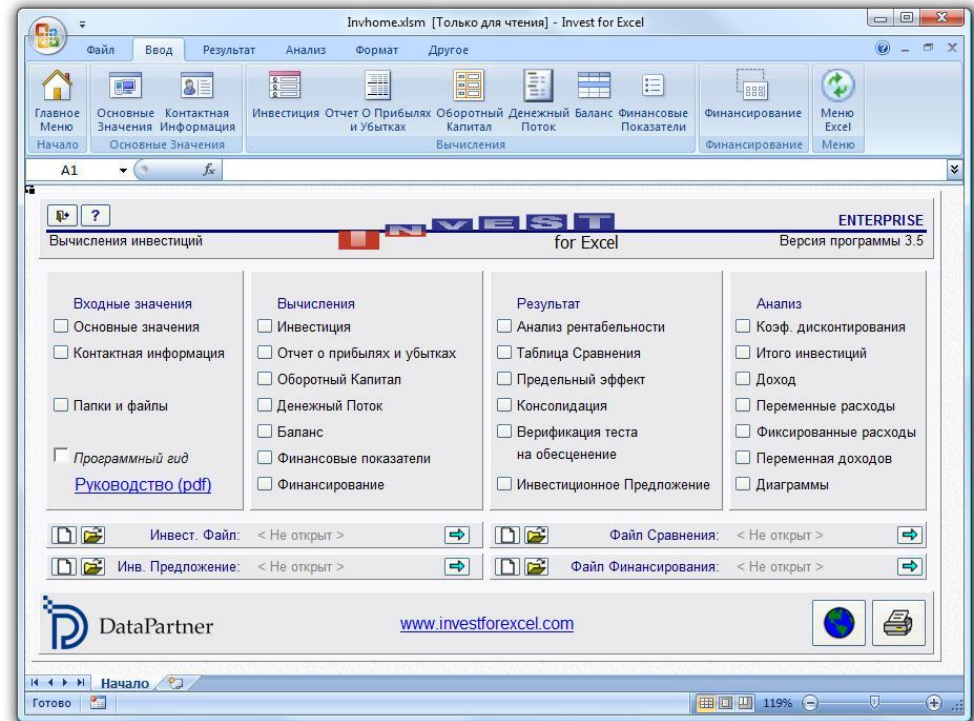 Invhome.xlsm [Только для чтения] - Invest for Excel
Файл Ввод Результат Анализ Формат Другое
Главное Меню
Основные Значения
Контактная Информация
Инвестиция
Отчет О Прибылях и Убытках
Оборотный Капитал
Денежный Поток
Баланс
Финансовые Показатели
Финансирование
Меню Excel
Начало Основные Значения Вычисления Финансирование Меню
A1 fx
?
Вычисления инвестиций
INVEST
for Excel
ENTERPRISE
Версия программы 3.5
Входные значения
Основные значения
Контактная информация
Папки и файлы
Программный гид
Руководство (pdf)
Вычисления
Инвестиция
Отчет о прибылях и убытках
Оборотный Капитал
Денежный Поток
Баланс
Финансовые показатели
Финансирование
Результат
Анализ рентабельности
Таблица Сравнения
Предельный эффект
Консолидация
Верификация теста
на обесценение
Инвестиционное Предложение
Анализ
Коэф. дисконтирования
Итого инвестиций
Доход
Переменные расходы
Фиксированные расходы
Переменная доходов
Диаграммы
Инвест. Файл: < Не открыт >
Файл Сравнения: < Не открыт >
Инв. Предложение: < Не открыт >
Файл Финансирования: < Не открыт >
DataPartner
www.investforexcel.com
Начало
Готово
119%